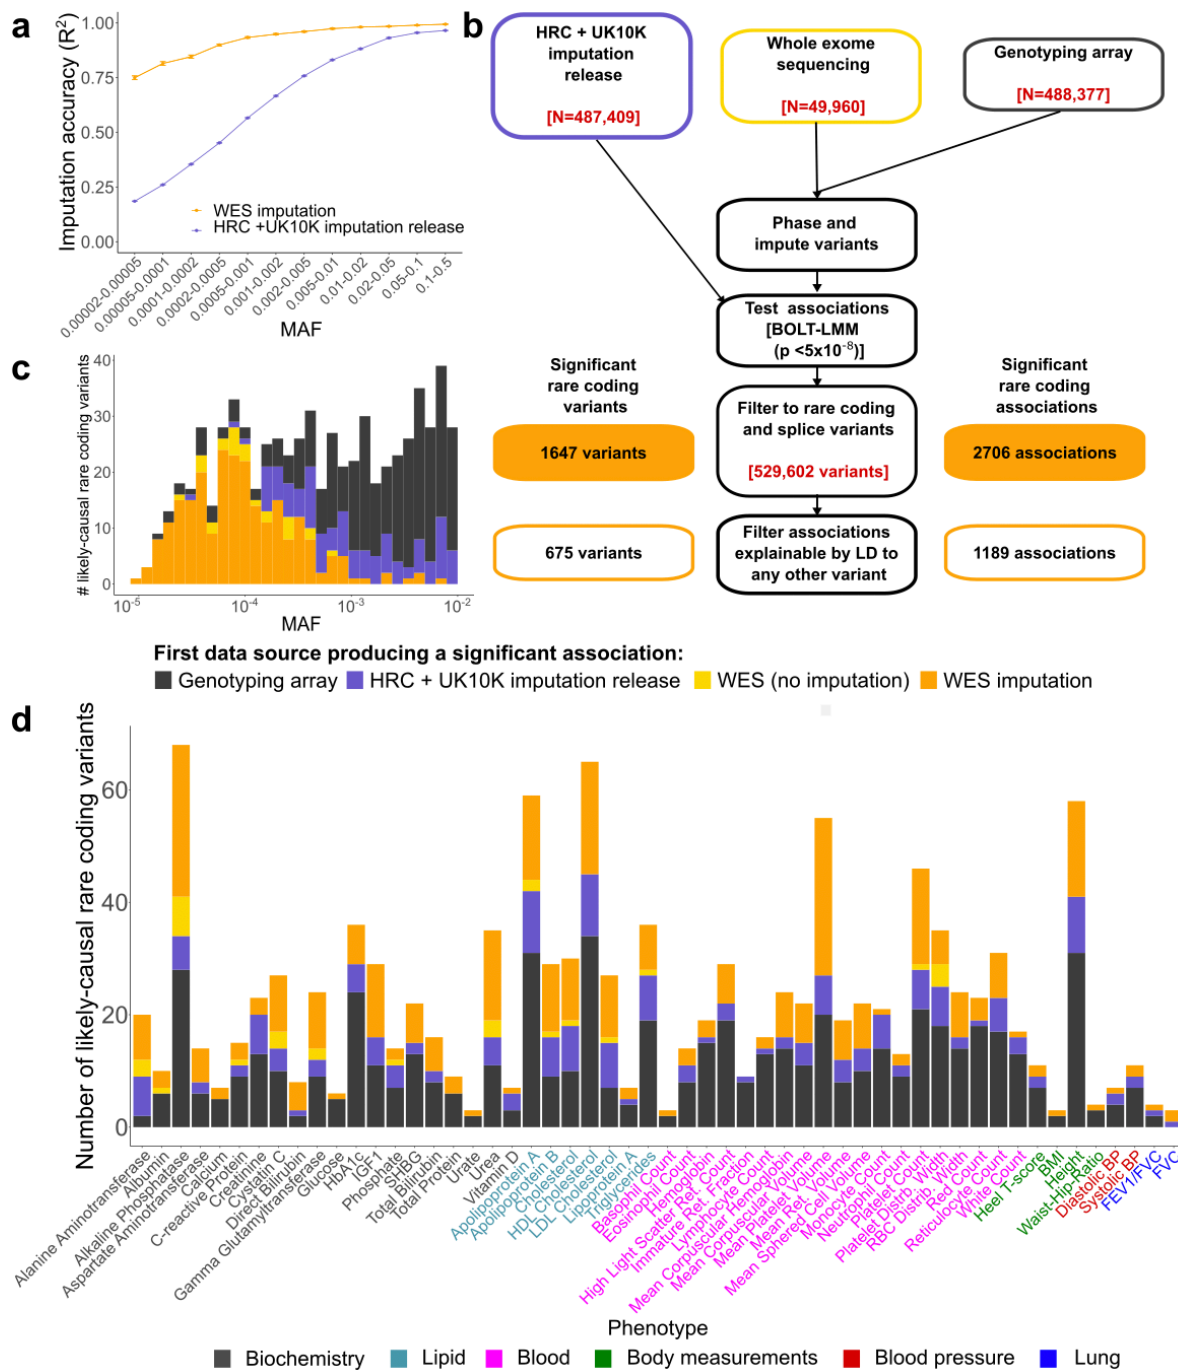 a
Imputation accuracy (R²)
1.00
0.75
0.50
0.25
0.00
WES imputation
HRC +UK10K imputation release
0.00002-0.00005
0.00005-0.0001
0.0001-0.0002
0.0002-0.0005
0.0005-0.001
0.001-0.002
0.002-0.005
0.005-0.01
0.01-0.02
0.02-0.05
0.05-0.1
0.1-0.5
MAF
b
HRC + UK10K
imputation
release
[N=487,409]
Whole exome
sequencing
[N=49,960]
Genotyping array
[N=488,377]
Phase and
impute variants
Test associations
[BOLT-LMM
(p <5x10⁻⁸)]
Significant
rare coding
variants
Filter to rare coding
and splice variants
[529,602 variants]
Significant
rare coding
associations
1647 variants
2706 associations
675 variants
Filter associations
explainable by LD to
any other variant
1189 associations
c
# likely-causal rare coding variants
40
30
20
10
0
10⁻⁵
10⁻⁴
10⁻³
10⁻²
MAF
First data source producing a significant association:
Genotyping array
HRC + UK10K imputation release
WES (no imputation)
WES imputation
d
Number of likely-causal rare coding variants
60
40
20
0
Alanine Aminotransferase
Albumin
Alkaline Phosphatase
Aspartate Aminotransferase
Calcium
C-reactive Protein
Creatinine
Cystatin C
Direct Bilirubin
Gamma Glutamyltransferase
Glucose
HbA1c
IGF1
Phosphate
SHBG
Total Bilirubin
Total Protein
Urate
Urea
Vitamin D
Apolipoprotein A
Apolipoprotein B
Cholesterol
HDL Cholesterol
LDL Cholesterol
Lipoprotein A
Triglycerides
Basophil Count
Eosinophil Count
Hemoglobin
High Light Scatter Ret. Count
Immature Ret. Fraction
Lymphocyte Count
Mean Corpuscular Hemoglobin
Mean Corpuscular Volume
Mean Platelet Volume
Mean Ret. Volume
Mean Sphered Cell Volume
Monocyte Count
Neutrophil Count
Platelet Count
Platelet Distrb. Width
RBC Distrb. Width
Red Count
Reticulocyte Count
White Count
Heel T-score
BMI
Height
Waist-Hip-Ratio
Diastolic BP
Systolic BP
FEV1/FVC
FVC
Phenotype
Biochemistry
Lipid
Blood
Body measurements
Blood pressure
Lung